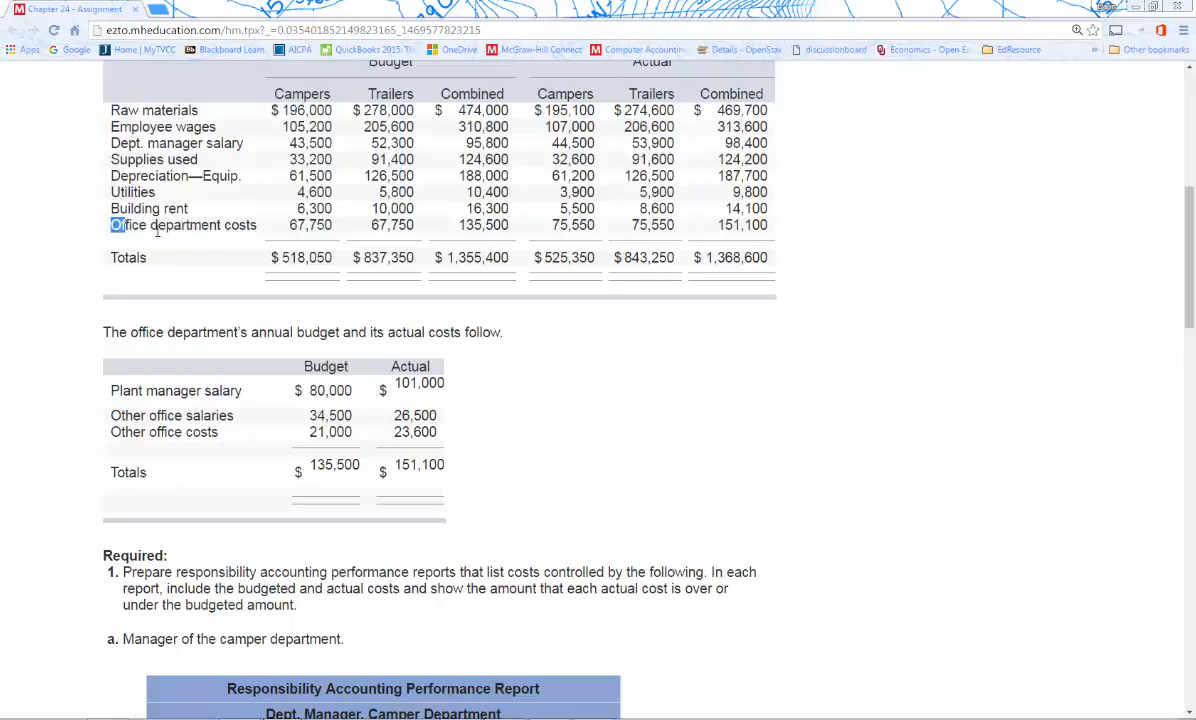 Chapter 24 - Assignment
ezto.mheducation.com/hm.tpx?_=0.035401852149823165_1469577823215
Apps Google Home | MyTVCC Blackboard Learn AICPA QuickBooks 2015: Th OneDrive McGraw-Hill Connect Computer Accountin Details - OpenStax discussionboard Economics - Open Ed EdResource » Other bookmarks
Budget Actual
Campers Trailers Combined Campers Trailers Combined
Raw materials $ 196,000 $ 278,000 $ 474,000 $ 195,100 $ 274,600 $ 469,700
Employee wages 105,200 205,600 310,800 107,000 206,600 313,600
Dept. manager salary 43,500 52,300 95,800 44,500 53,900 98,400
Supplies used 33,200 91,400 124,600 32,600 91,600 124,200
Depreciation—Equip. 61,500 126,500 188,000 61,200 126,500 187,700
Utilities 4,600 5,800 10,400 3,900 5,900 9,800
Building rent 6,300 10,000 16,300 5,500 8,600 14,100
Office department costs 67,750 67,750 135,500 75,550 75,550 151,100
Totals $ 518,050 $ 837,350 $ 1,355,400 $ 525,350 $ 843,250 $ 1,368,600
The office department's annual budget and its actual costs follow.
Budget Actual
Plant manager salary $ 80,000 $ 101,000
Other office salaries 34,500 26,500
Other office costs 21,000 23,600
Totals $ 135,500 $ 151,100
Required:
1. Prepare responsibility accounting performance reports that list costs controlled by the following. In each
report, include the budgeted and actual costs and show the amount that each actual cost is over or
under the budgeted amount.
a. Manager of the camper department.
Responsibility Accounting Performance Report
Dept. Manager, Camper Department